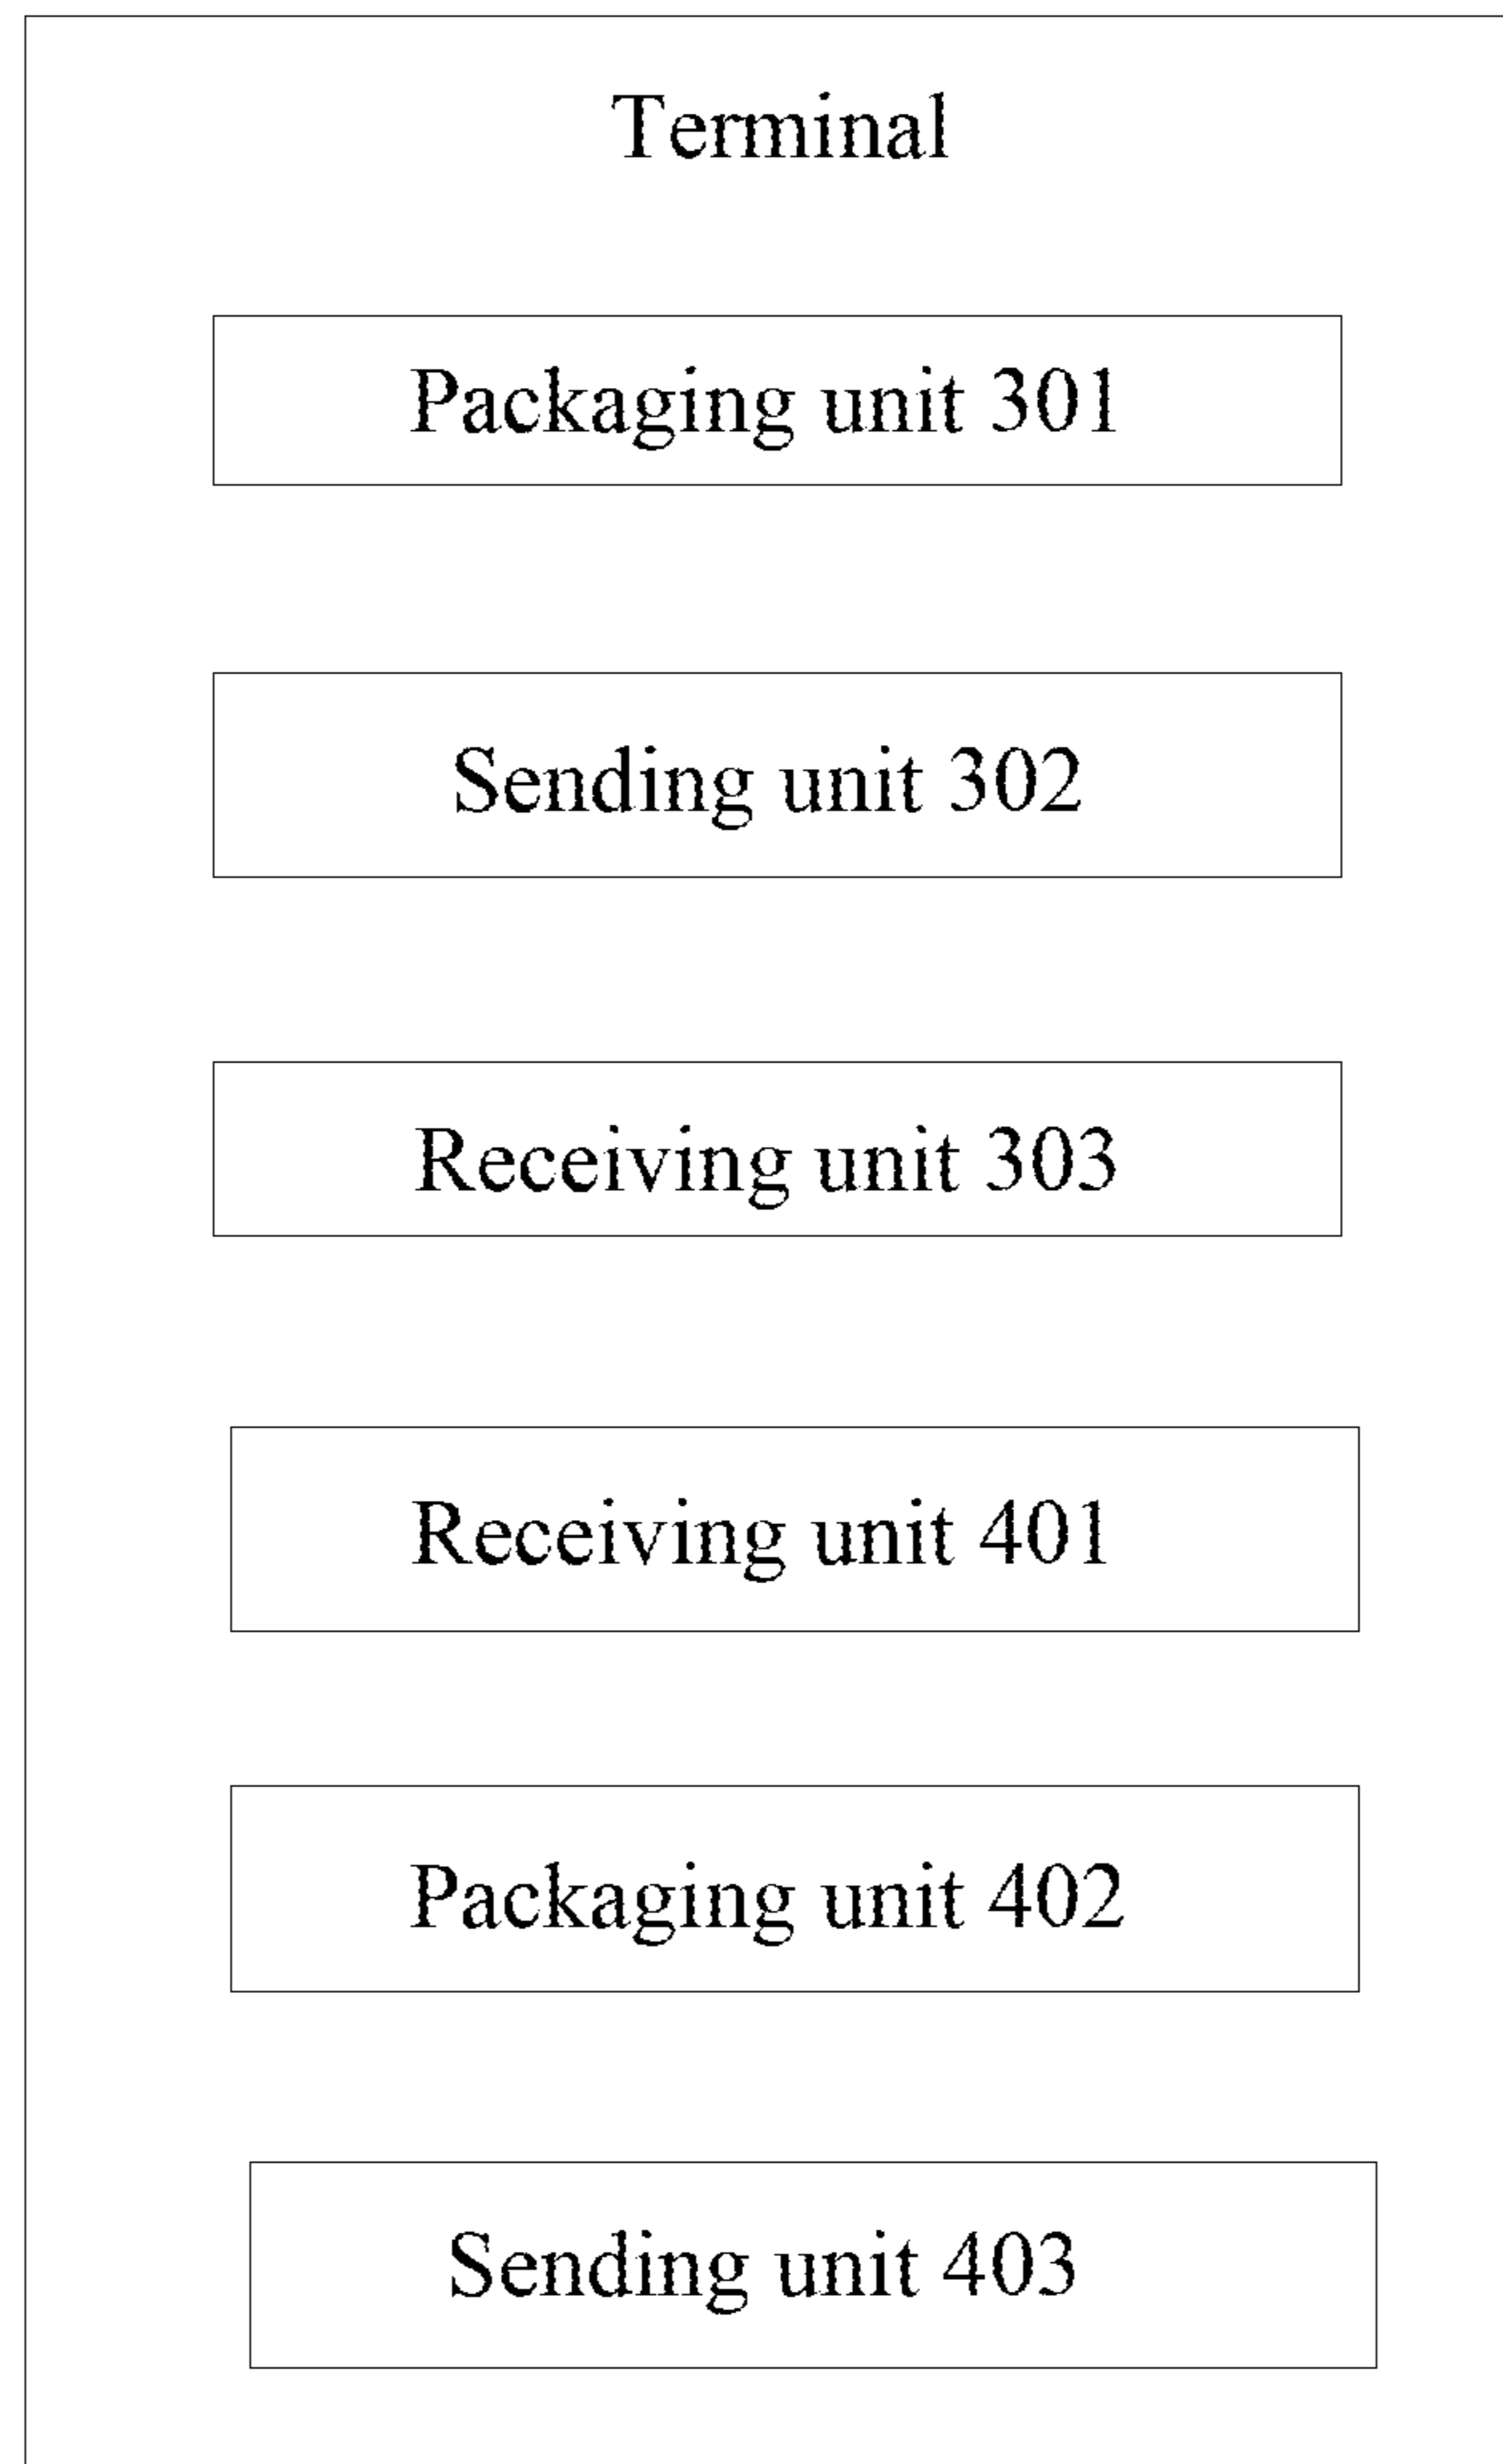 Terminal
Packaging unit 301
Sending unit 302
Receiving unit 303
Receiving unit 401
Packaging unit 402
Sending unit 403